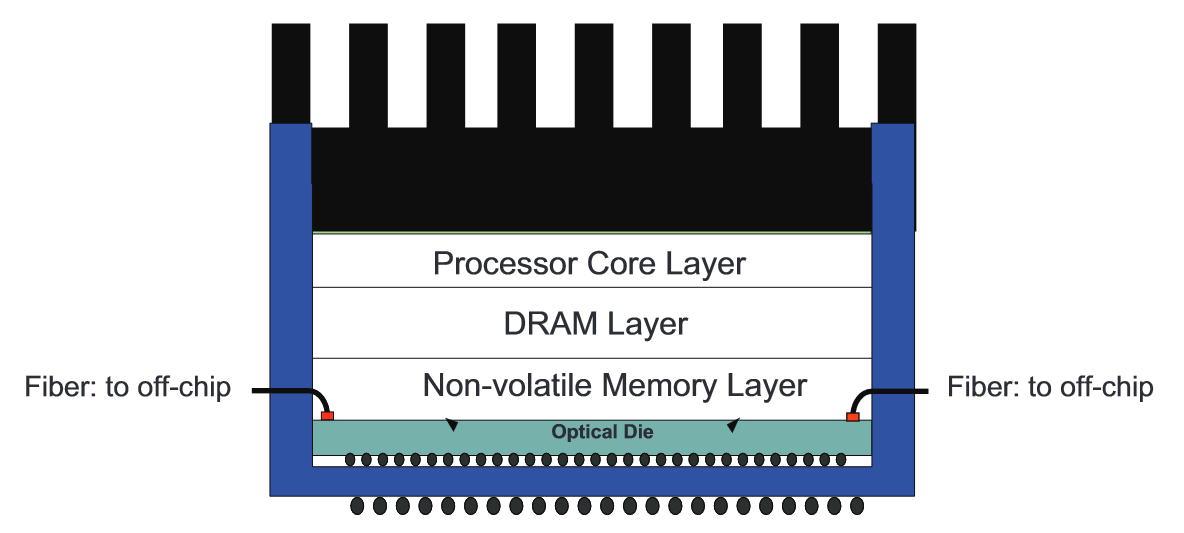 Processor Core Layer
DRAM Layer
Fiber: to off-chip
Non-volatile Memory Layer
Fiber: to off-chip
Optical Die